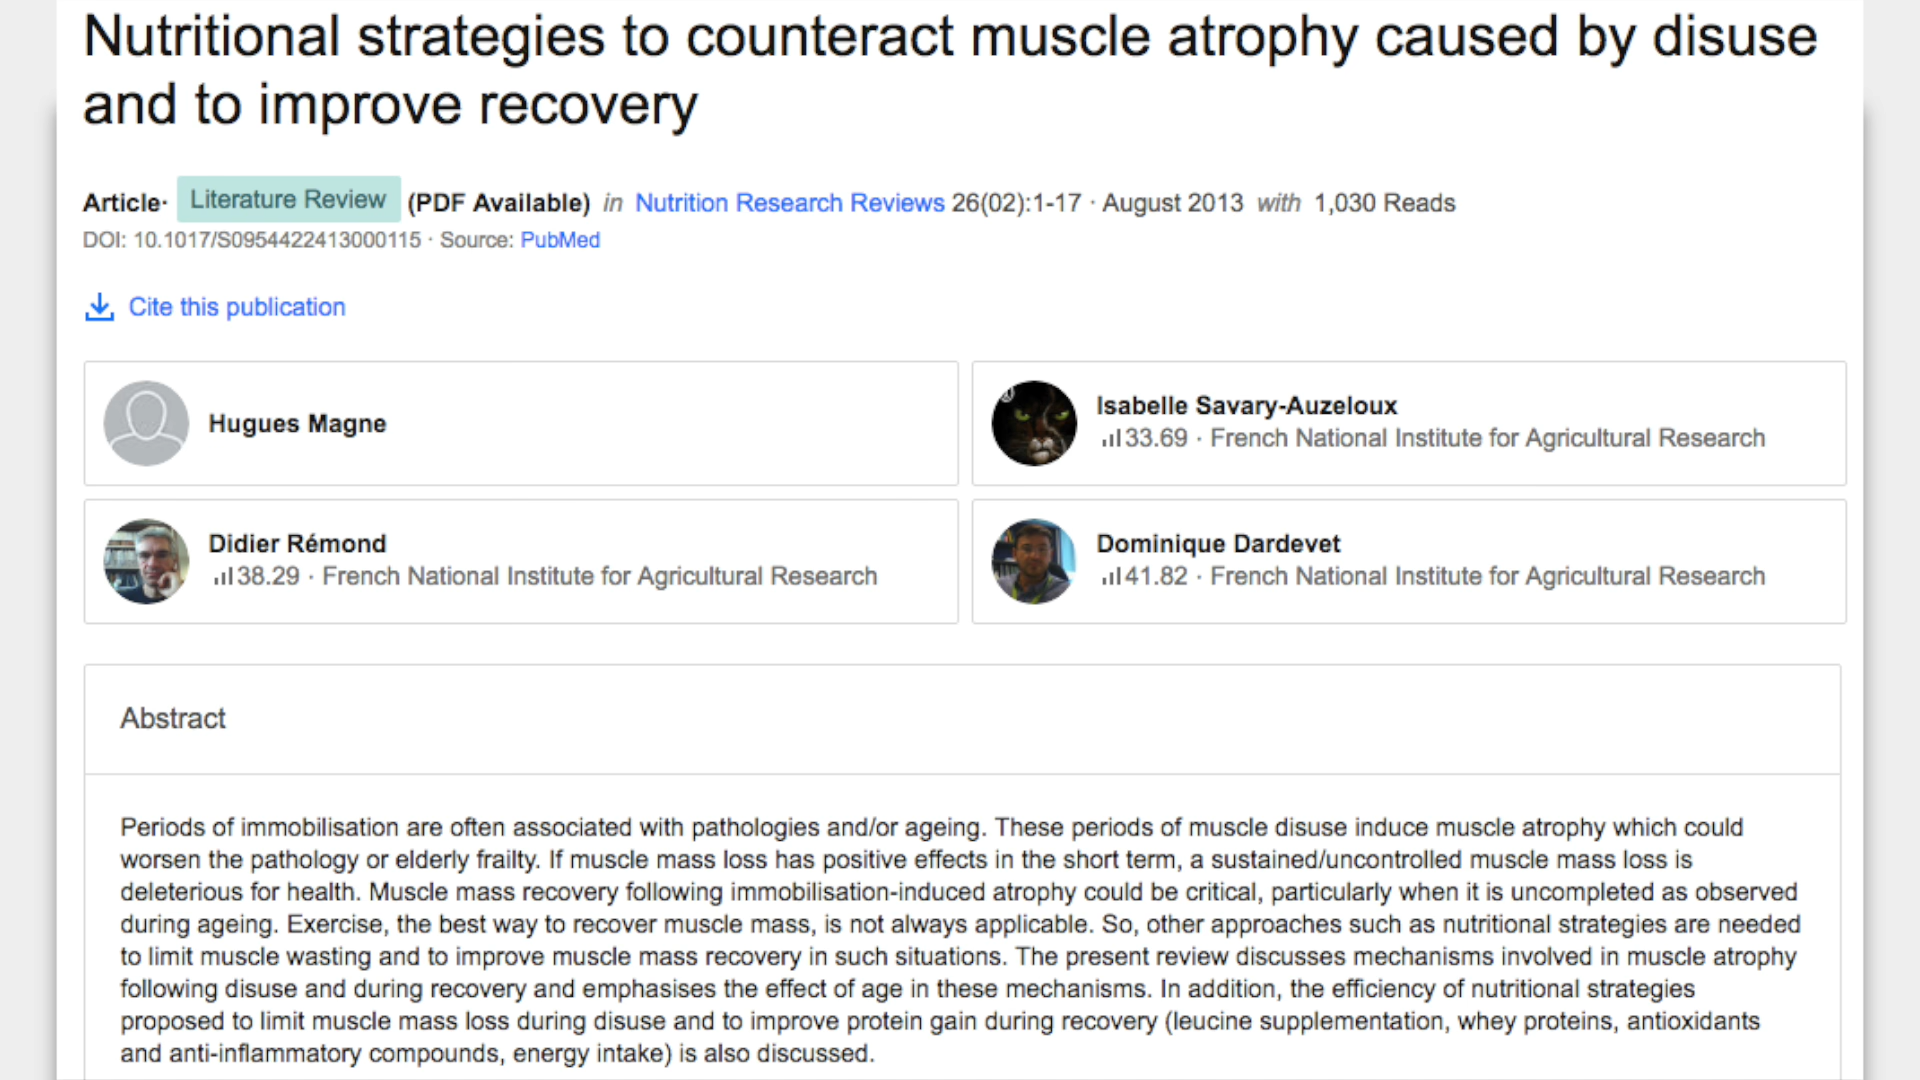 Nutritional strategies to counteract muscle atrophy caused by disuse
and to improve recovery
Article· Literature Review (PDF Available) in Nutrition Research Reviews 26(02):1-17 · August 2013 with 1,030 Reads
DOI: 10.1017/S0954422413000115 · Source: PubMed
Cite this publication
Hugues Magne
Isabelle Savary-Auzeloux
33.69 · French National Institute for Agricultural Research
Didier Rémond
38.29 · French National Institute for Agricultural Research
Dominique Dardevet
41.82 · French National Institute for Agricultural Research
Abstract
Periods of immobilisation are often associated with pathologies and/or ageing. These periods of muscle disuse induce muscle atrophy which could
worsen the pathology or elderly frailty. If muscle mass loss has positive effects in the short term, a sustained/uncontrolled muscle mass loss is
deleterious for health. Muscle mass recovery following immobilisation-induced atrophy could be critical, particularly when it is uncompleted as observed
during ageing. Exercise, the best way to recover muscle mass, is not always applicable. So, other approaches such as nutritional strategies are needed
to limit muscle wasting and to improve muscle mass recovery in such situations. The present review discusses mechanisms involved in muscle atrophy
following disuse and during recovery and emphasises the effect of age in these mechanisms. In addition, the efficiency of nutritional strategies
proposed to limit muscle mass loss during disuse and to improve protein gain during recovery (leucine supplementation, whey proteins, antioxidants
and anti-inflammatory compounds, energy intake) is also discussed.